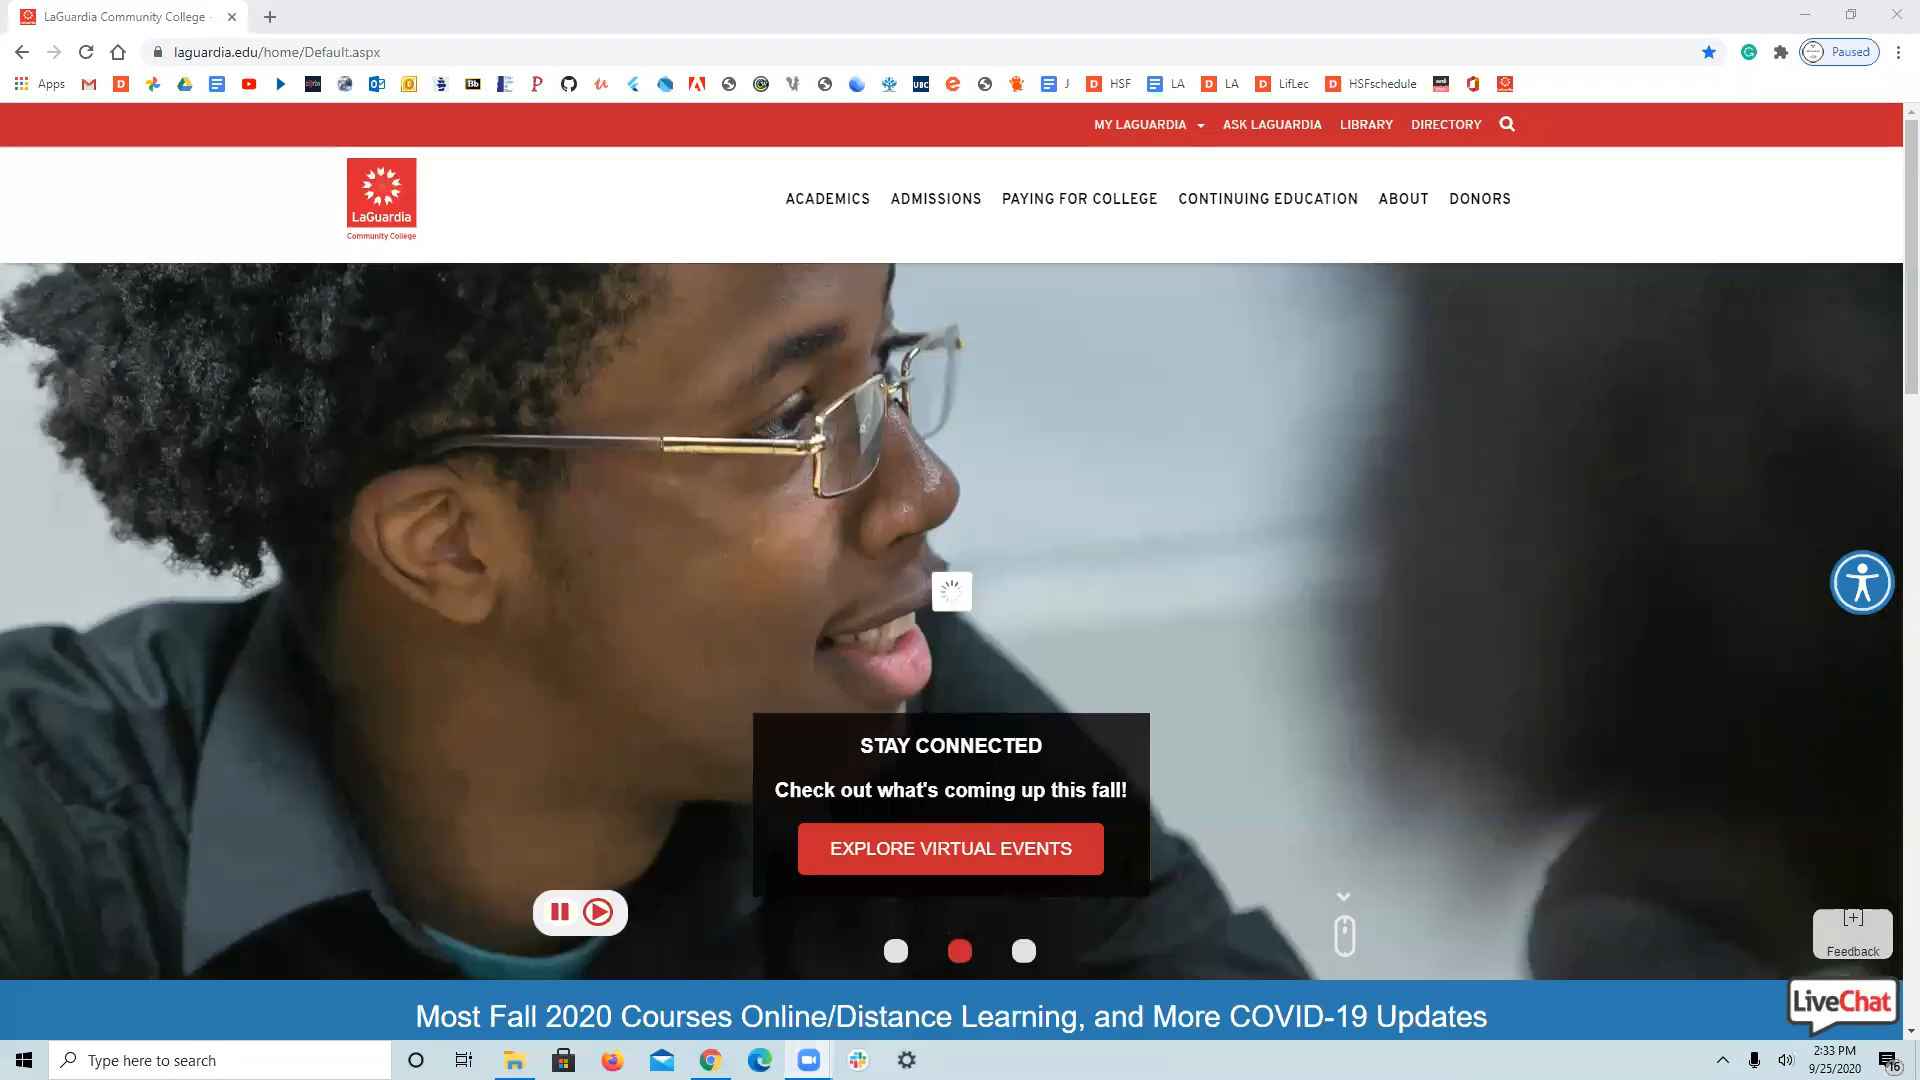 LaGuardia Community College -
laguardia.edu/home/Default.aspx
Paused
Apps
J
HSF
LA
LA
LifLec
HSFschedule
MY LAGUARDIA
ASK LAGUARDIA
LIBRARY
DIRECTORY
LaGuardia
Community College
ACADEMICS
ADMISSIONS
PAYING FOR COLLEGE
CONTINUING EDUCATION
ABOUT
DONORS
STAY CONNECTED
Check out what's coming up this fall!
EXPLORE VIRTUAL EVENTS
Feedback
LiveChat
Most Fall 2020 Courses Online/Distance Learning, and More COVID-19 Updates
Type here to search
2:33 PM
9/25/2020
16